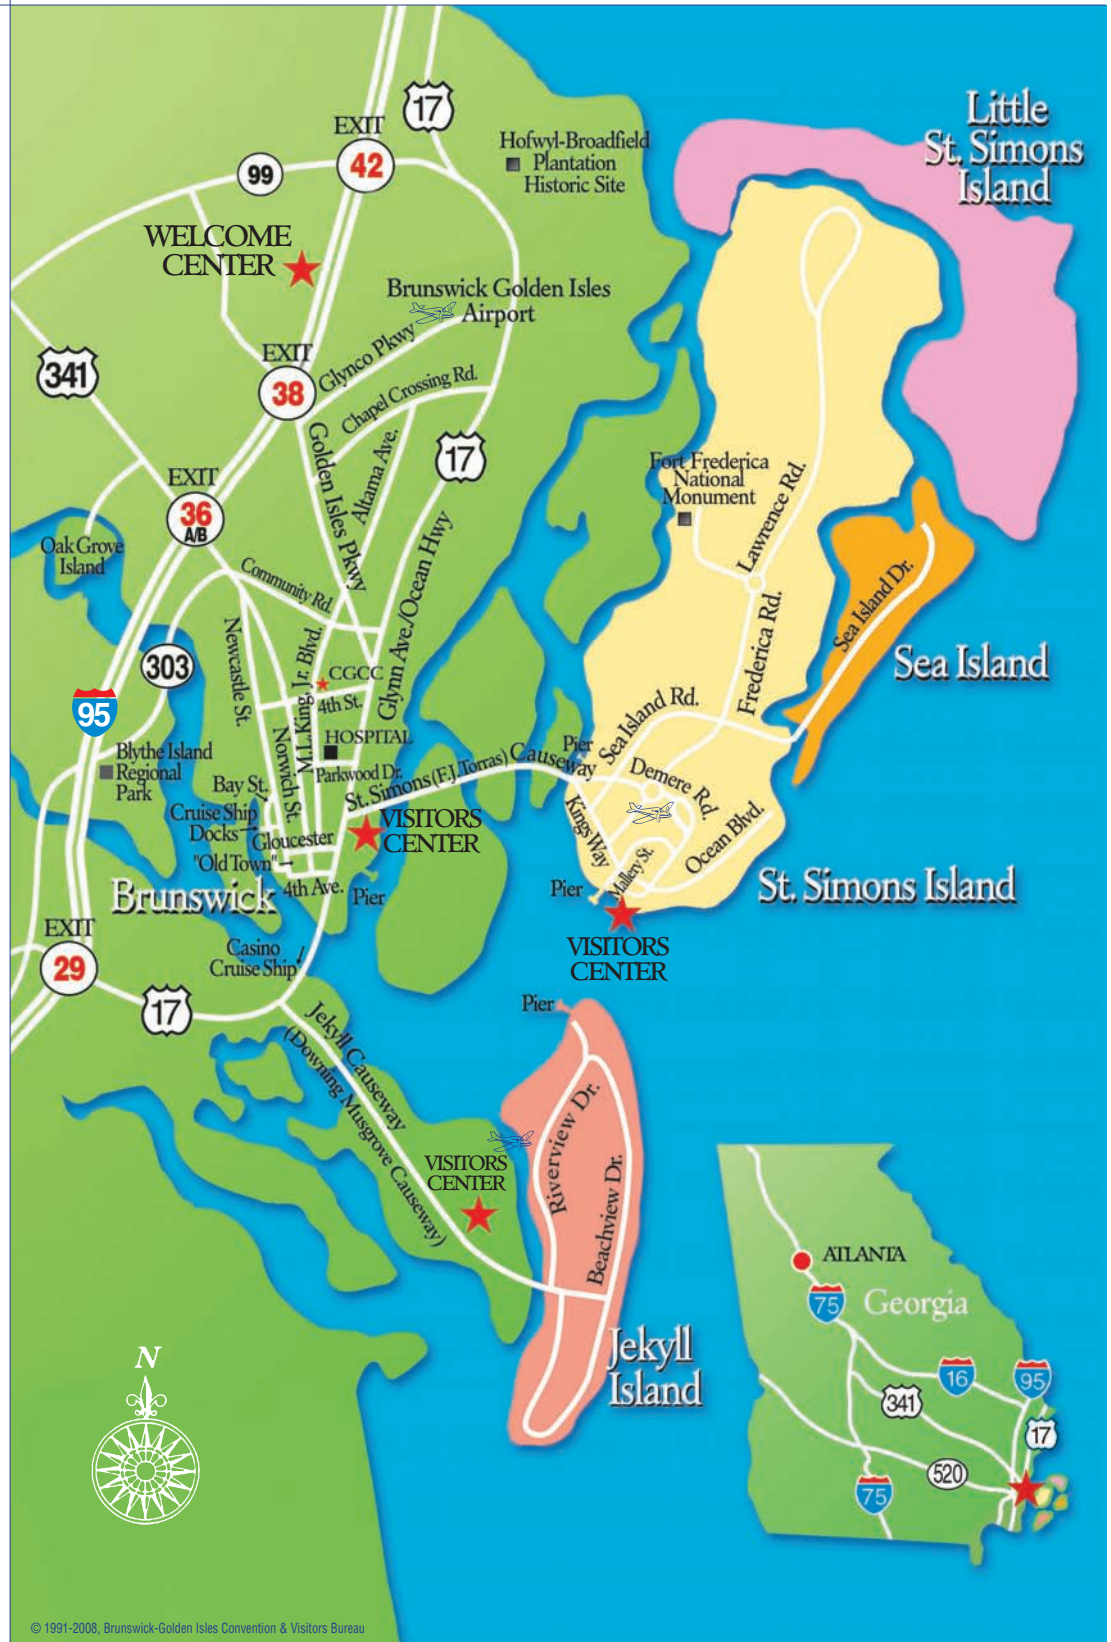 17
EXIT
42
99
Hofwyl-Broadfield
Plantation
Historic Site
Little
St. Simons
Island
WELCOME
CENTER
Brunswick Golden Isles
Airport
341
EXIT
38
Glynco Pkwy
Chapel Crossing Rd.
Golden Isles Pkwy
Altama Ave.
17
Glynn Ave./Ocean Hwy
EXIT
36
A/B
Fort Frederica
National
Monument
Lawrence Rd.
Oak Grove
Island
Community Rd.
Frederica Rd.
Sea Island Dr.
Sea Island
303
95
Newcastle St.
Norwich St.
M.L. King, Jr. Blvd.
CGCC
4th St.
HOSPITAL
Parkwood Dr.
Blythe Island
Regional
Park
Bay St.
Cruise Ship
Docks
Gloucester
"Old Town"
4th Ave.
Brunswick
St. Simons (F.J. Torras) Causeway
Pier
Sea Island Rd.
Demere Rd.
Kings Way
Mallery St.
Ocean Blvd.
VISITORS
CENTER
Pier
Pier
St. Simons Island
VISITORS
CENTER
EXIT
29
Casino
Cruise Ship
17
Pier
Jekyll Causeway
(Downing Musgrove Causeway)
VISITORS
CENTER
Riverview Dr.
Beachview Dr.
Jekyll
Island
ATLANTA
75
Georgia
16
95
341
17
520
75
N
© 1991-2008, Brunswick-Golden Isles Convention & Visitors Bureau